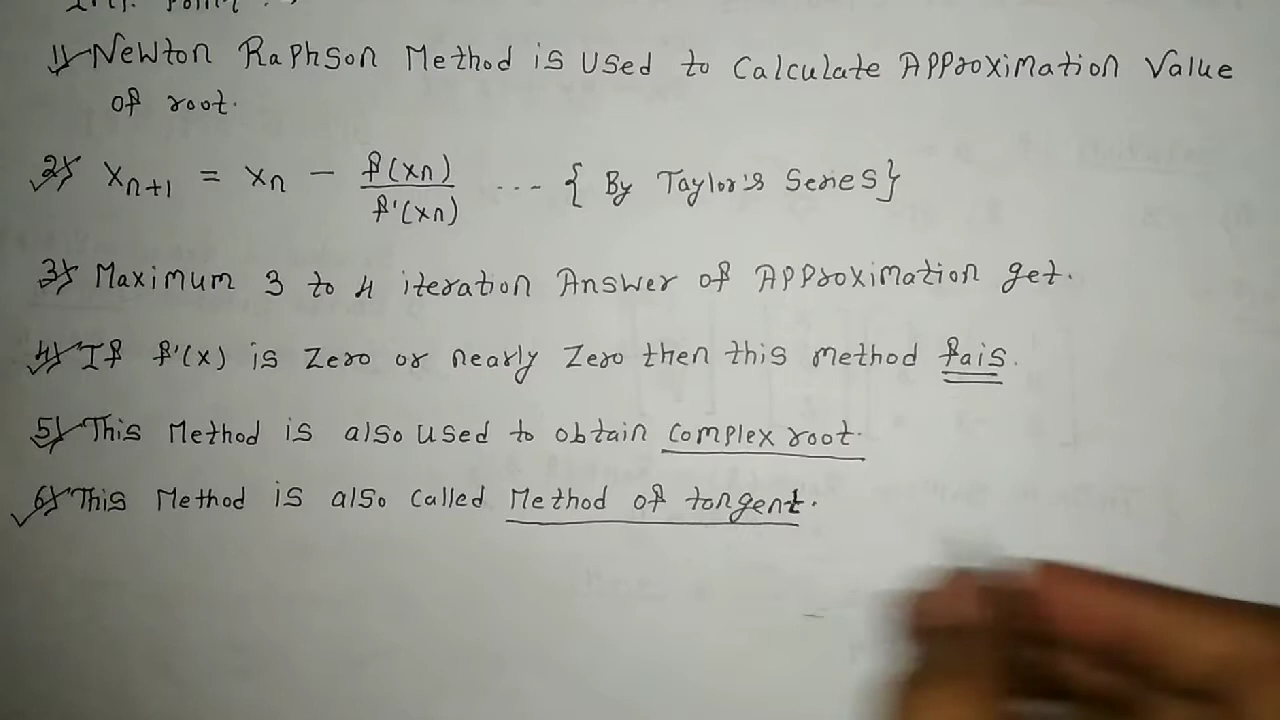 Imp. Point :
1) Newton Raphson Method is used to Calculate Approximation Value
of root.
2) xn+1 = xn - f(xn)/f'(xn) ... { By Taylor's Series}
3) Maximum 3 to 4 iteration Answer of Approximation get.
4) If f'(x) is Zero or nearly Zero then this method fais.
5) This Method is also used to obtain Complex root.
6) This Method is also called Method of tangent.